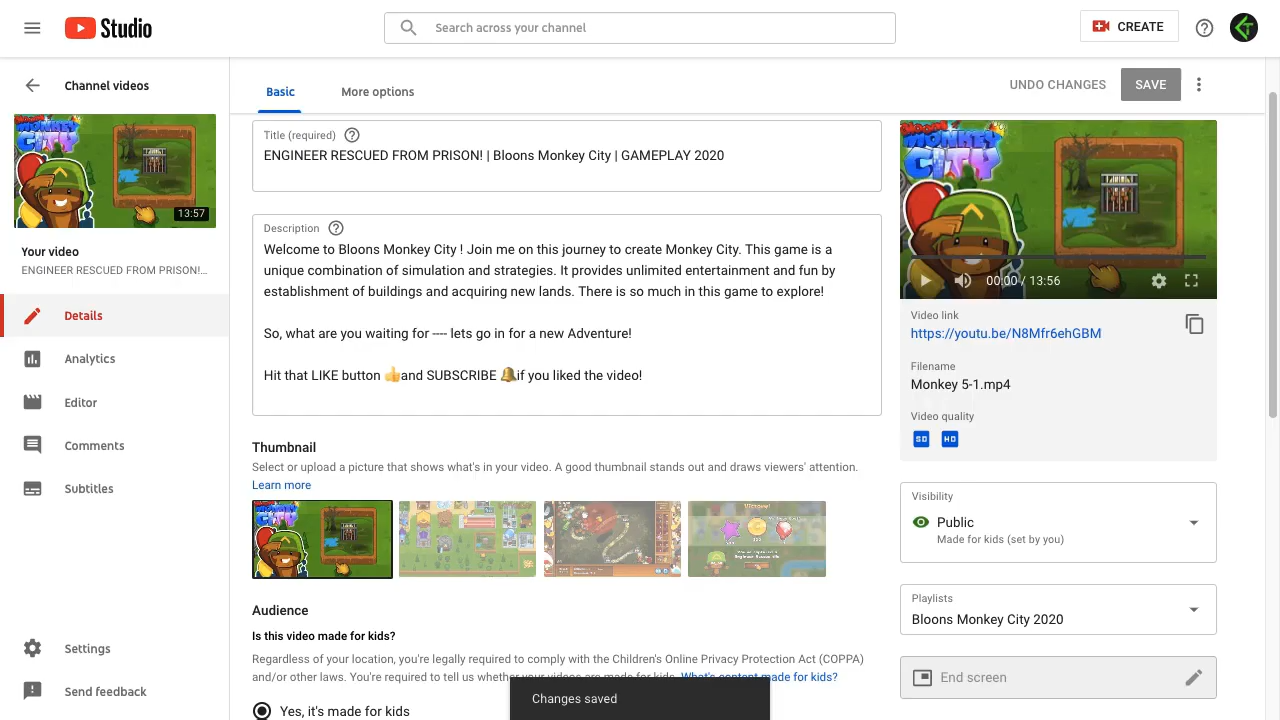 Studio
Search across your channel
CREATE
Channel videos
Basic
More options
UNDO CHANGES
SAVE
BLOONS
MONKEY
CITY
13:57
Your video
ENGINEER RESCUED FROM PRISON!...
Details
Analytics
Editor
Comments
Subtitles
Settings
Send feedback
Title (required)
ENGINEER RESCUED FROM PRISON! | Bloons Monkey City | GAMEPLAY 2020
Description
Welcome to Bloons Monkey City ! Join me on this journey to create Monkey City. This game is a
unique combination of simulation and strategies. It provides unlimited entertainment and fun by
establishment of buildings and acquiring new lands. There is so much in this game to explore!
So, what are you waiting for ---- lets go in for a new Adventure!
Hit that LIKE button 👍and SUBSCRIBE 🔔if you liked the video!
Thumbnail
Select or upload a picture that shows what's in your video. A good thumbnail stands out and draws viewers' attention.
Learn more
MONKEY
CITY
Victory!
Audience
Is this video made for kids?
Regardless of your location, you're legally required to comply with the Children's Online Privacy Protection Act (COPPA)
and/or other laws. You're required to tell us whether your videos are made for kids. What's content made for kids?
Yes, it's made for kids
Changes saved
MONKEY
CITY
00:00 / 13:56
Video link
https://youtu.be/N8Mfr6ehGBM
Filename
Monkey 5-1.mp4
Video quality
SD
HD
Visibility
Public
Made for kids (set by you)
Playlists
Bloons Monkey City 2020
End screen